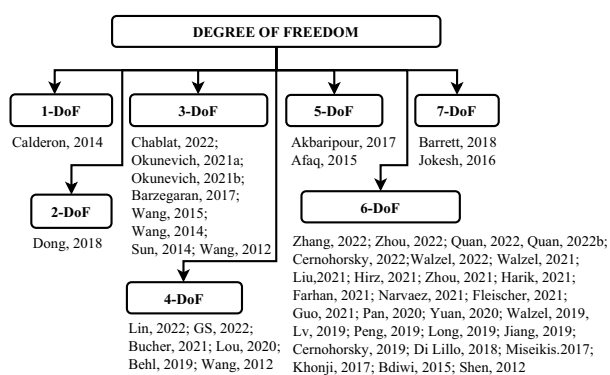 DEGREE OF FREEDOM
1-DoF
Calderon, 2014
2-DoF
Dong, 2018
3-DoF
Chablat, 2022;
Okunevich, 2021a;
Okunevich, 2021b;
Barzegaran, 2017;
Wang, 2015;
Wang, 2014;
Sun, 2014; Wang, 2012
4-DoF
Lin, 2022; GS, 2022;
Bucher, 2021; Lou, 2020;
Behl, 2019; Wang, 2012
5-DoF
Akbaripour, 2017
Afaq, 2015
6-DoF
Zhang, 2022; Zhou, 2022; Quan, 2022, Quan, 2022b;
Cernohorsky, 2022;Walzel, 2022; Walzel, 2021;
Liu,2021; Hirz, 2021; Zhou, 2021; Harik, 2021;
Farhan, 2021; Narvaez, 2021; Fleischer, 2021;
Guo, 2021; Pan, 2020; Yuan, 2020; Walzel, 2019,
Lv, 2019; Peng, 2019; Long, 2019; Jiang, 2019;
Cernohorsky, 2019; Di Lillo, 2018; Miseikis.2017;
Khonji, 2017; Bdiwi, 2015; Shen, 2012
7-DoF
Barrett, 2018
Jokesh, 2016